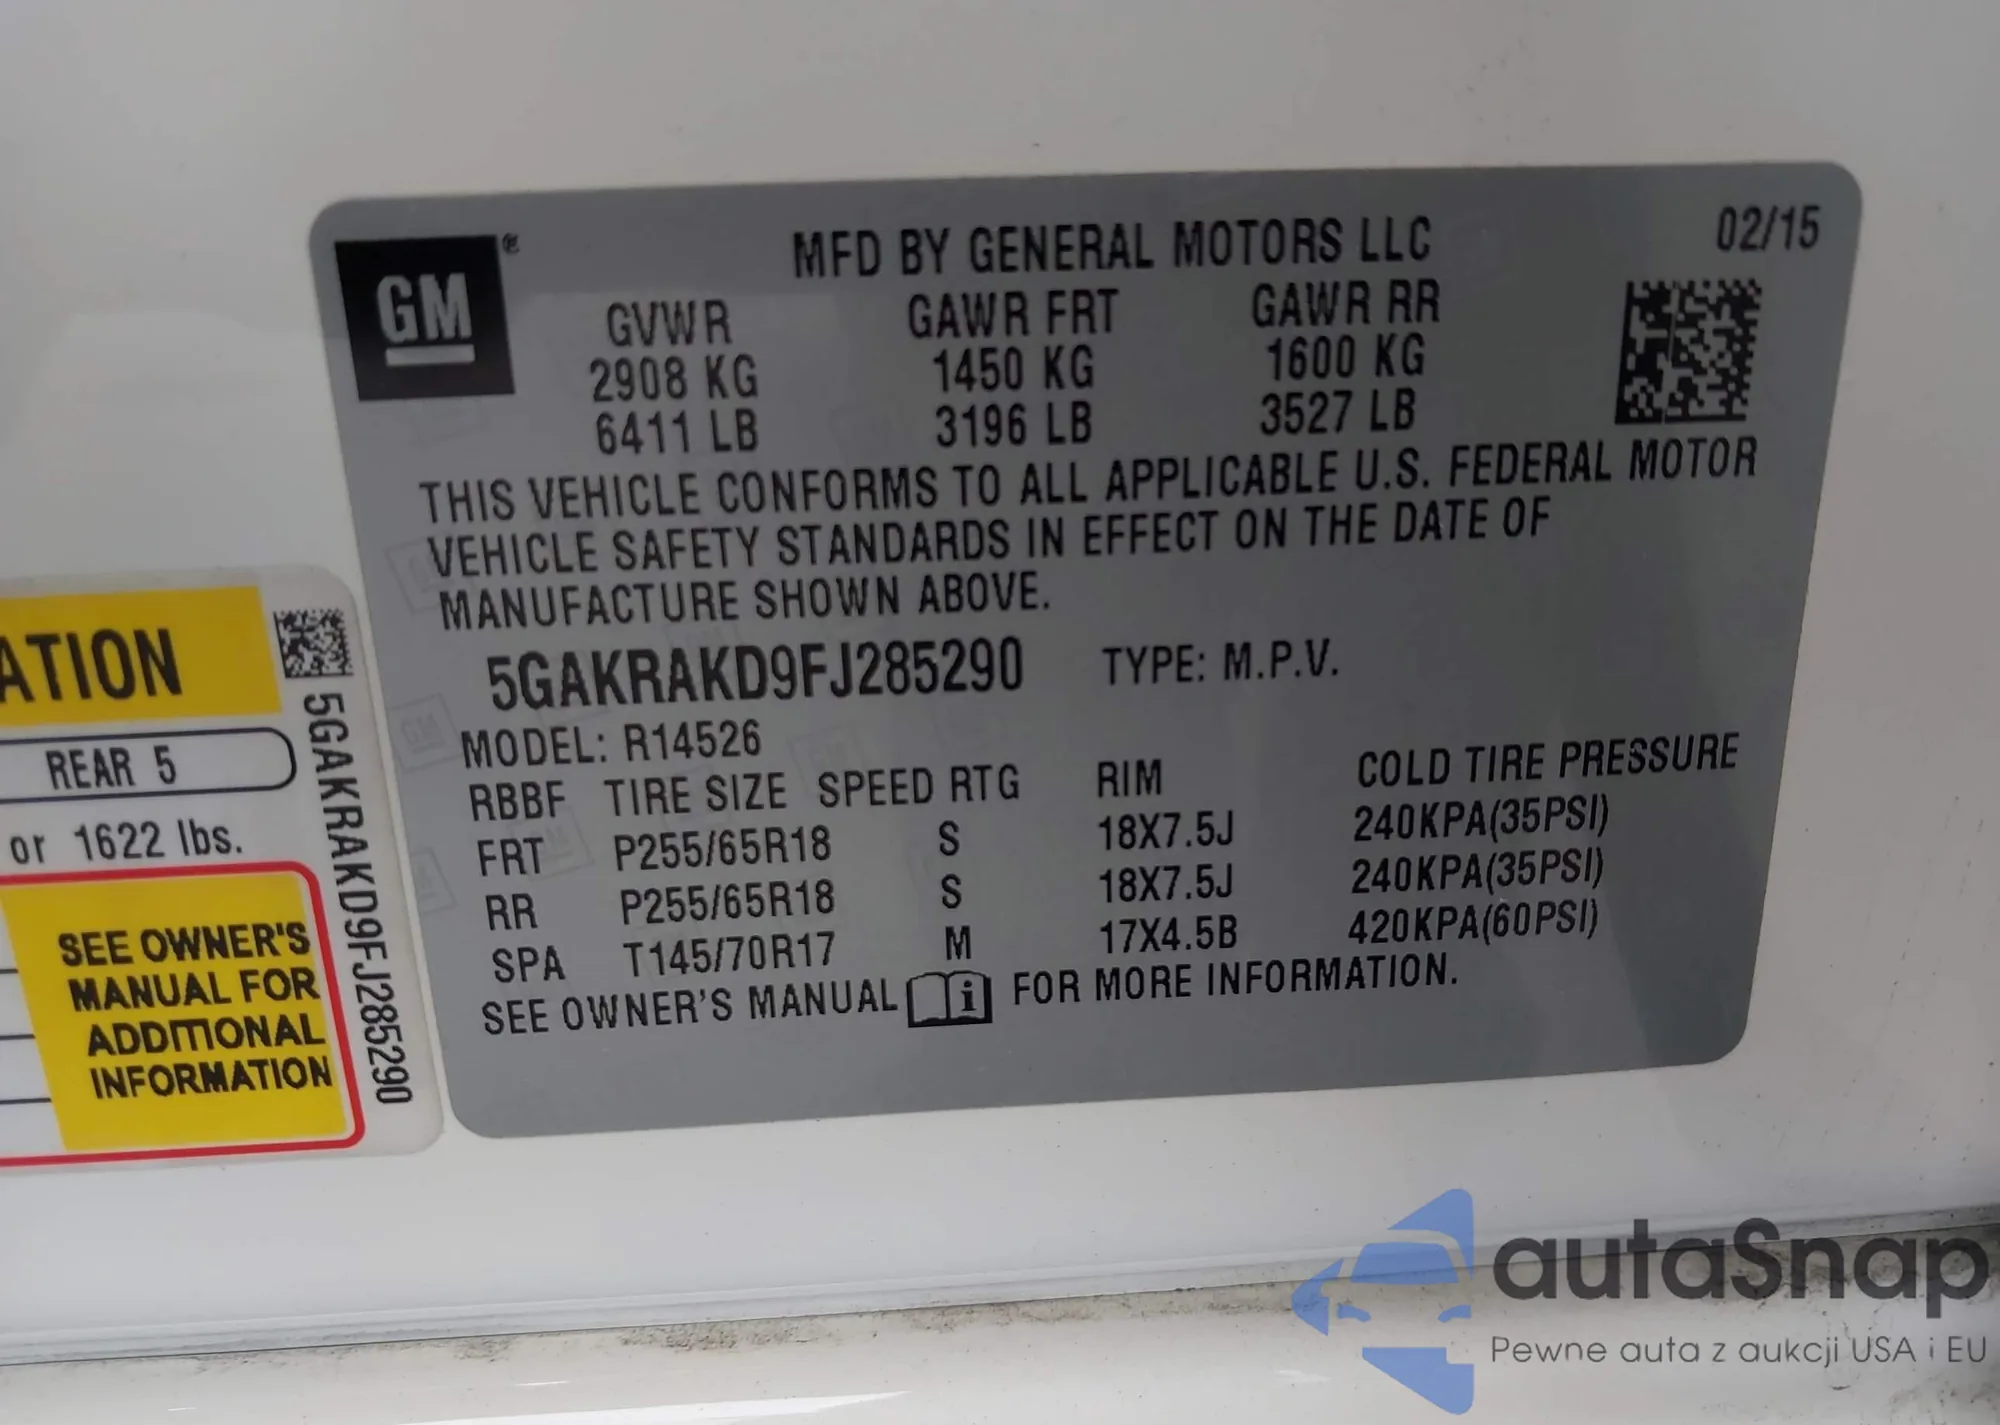 GM ®
MFD BY GENERAL MOTORS LLC 02/15
GVWR GAWR FRT GAWR RR
2908 KG 1450 KG 1600 KG
6411 LB 3196 LB 3527 LB
THIS VEHICLE CONFORMS TO ALL APPLICABLE U.S. FEDERAL MOTOR
VEHICLE SAFETY STANDARDS IN EFFECT ON THE DATE OF
MANUFACTURE SHOWN ABOVE.
5GAKRAKD9FJ285290 TYPE: M.P.V.
MODEL: R14526
RBBF TIRE SIZE SPEED RTG RIM COLD TIRE PRESSURE
FRT P255/65R18 S 18X7.5J 240KPA(35PSI)
RR P255/65R18 S 18X7.5J 240KPA(35PSI)
SPA T145/70R17 M 17X4.5B 420KPA(60PSI)
SEE OWNER'S MANUAL i FOR MORE INFORMATION.
ATION
REAR 5
or 1622 lbs.
SEE OWNER'S
MANUAL FOR
ADDITIONAL
INFORMATION
5GAKRAKD9FJ285290
autaSnap
Pewne auta z aukcji USA i EU